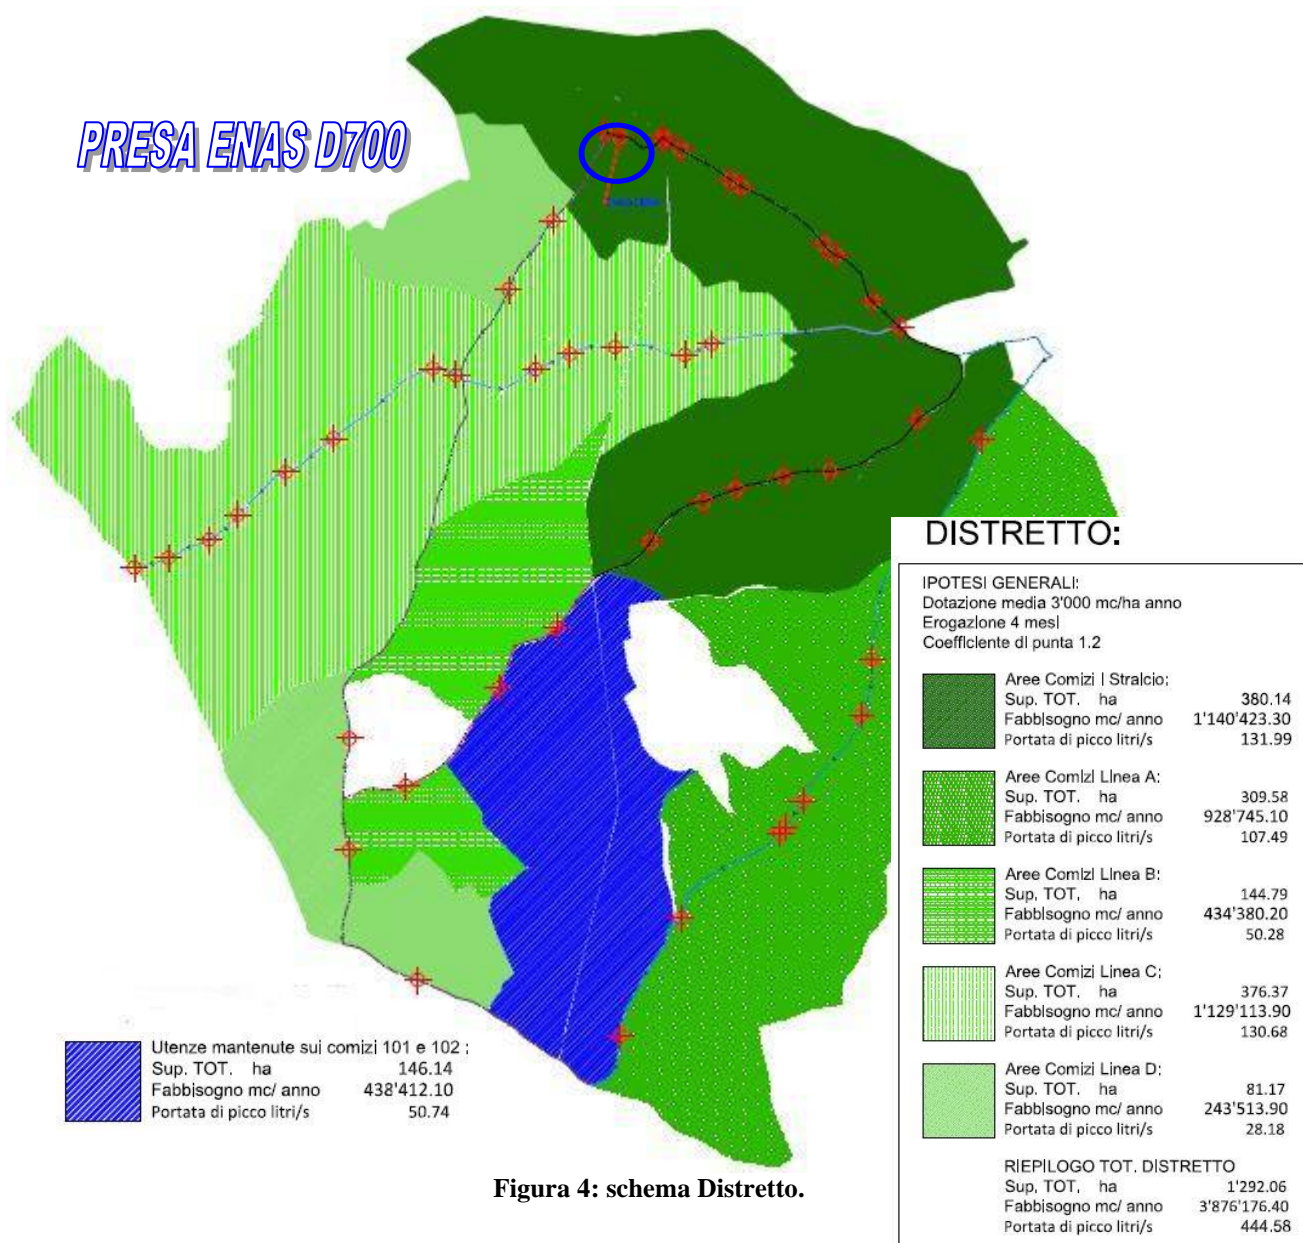 PRESA ENAS D700
DISTRETTO:
IPOTESI GENERALI:
Dotazione media 3'000 mc/ha anno
Erogazione 4 mesi
Coefficiente di punta 1.2
Aree Comizi I Stralcio:
Sup. TOT. ha 380.14
Fabbisogno mc/ anno 1'140'423.30
Portata di picco litri/s 131.99
Aree Comizi Linea A:
Sup. TOT. ha 309.58
Fabbisogno mc/ anno 928'745.10
Portata di picco litri/s 107.49
Aree Comizi Linea B:
Sup. TOT. ha 144.79
Fabbisogno mc/ anno 434'380.20
Portata di picco litri/s 50.28
Aree Comizi Linea C:
Sup. TOT. ha 376.37
Fabbisogno mc/ anno 1'129'113.90
Portata di picco litri/s 130.68
Aree Comizi Linea D:
Sup. TOT. ha 81.17
Fabbisogno mc/ anno 243'513.90
Portata di picco litri/s 28.18
RIEPILOGO TOT. DISTRETTO
Sup. TOT. ha 1'292.06
Fabbisogno mc/ anno 3'876'176.40
Portata di picco litri/s 444.58
Utenze mantenute sui comizi 101 e 102 :
Sup. TOT. ha 146.14
Fabbisogno mc/ anno 438'412.10
Portata di picco litri/s 50.74
Figura 4: schema Distretto.